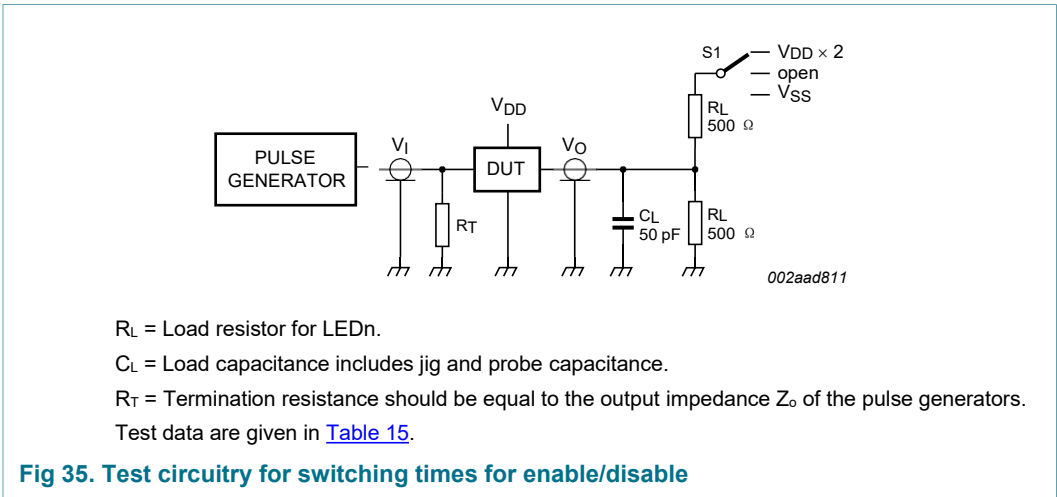 S1
VDD × 2
open
VSS
RL
500 Ω
VDD
VI
VO
PULSE
GENERATOR
DUT
RT
CL
50 pF
RL
500 Ω
002aad811
RL = Load resistor for LEDn.
CL = Load capacitance includes jig and probe capacitance.
RT = Termination resistance should be equal to the output impedance Zo of the pulse generators.
Test data are given in Table 15.
Fig 35. Test circuitry for switching times for enable/disable